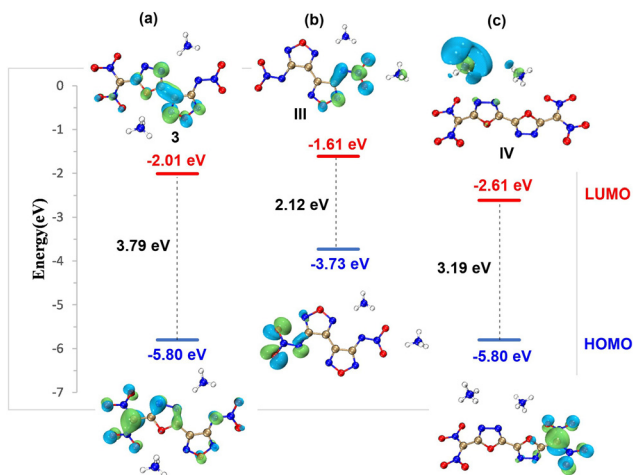 (a)
(b)
(c)
Energy(eV)
0
-1
-2
-3
-4
-5
-6
-7
3
III
IV
-2.01 eV
-1.61 eV
-2.61 eV
LUMO
3.79 eV
2.12 eV
3.19 eV
-3.73 eV
-5.80 eV
-5.80 eV
HOMO